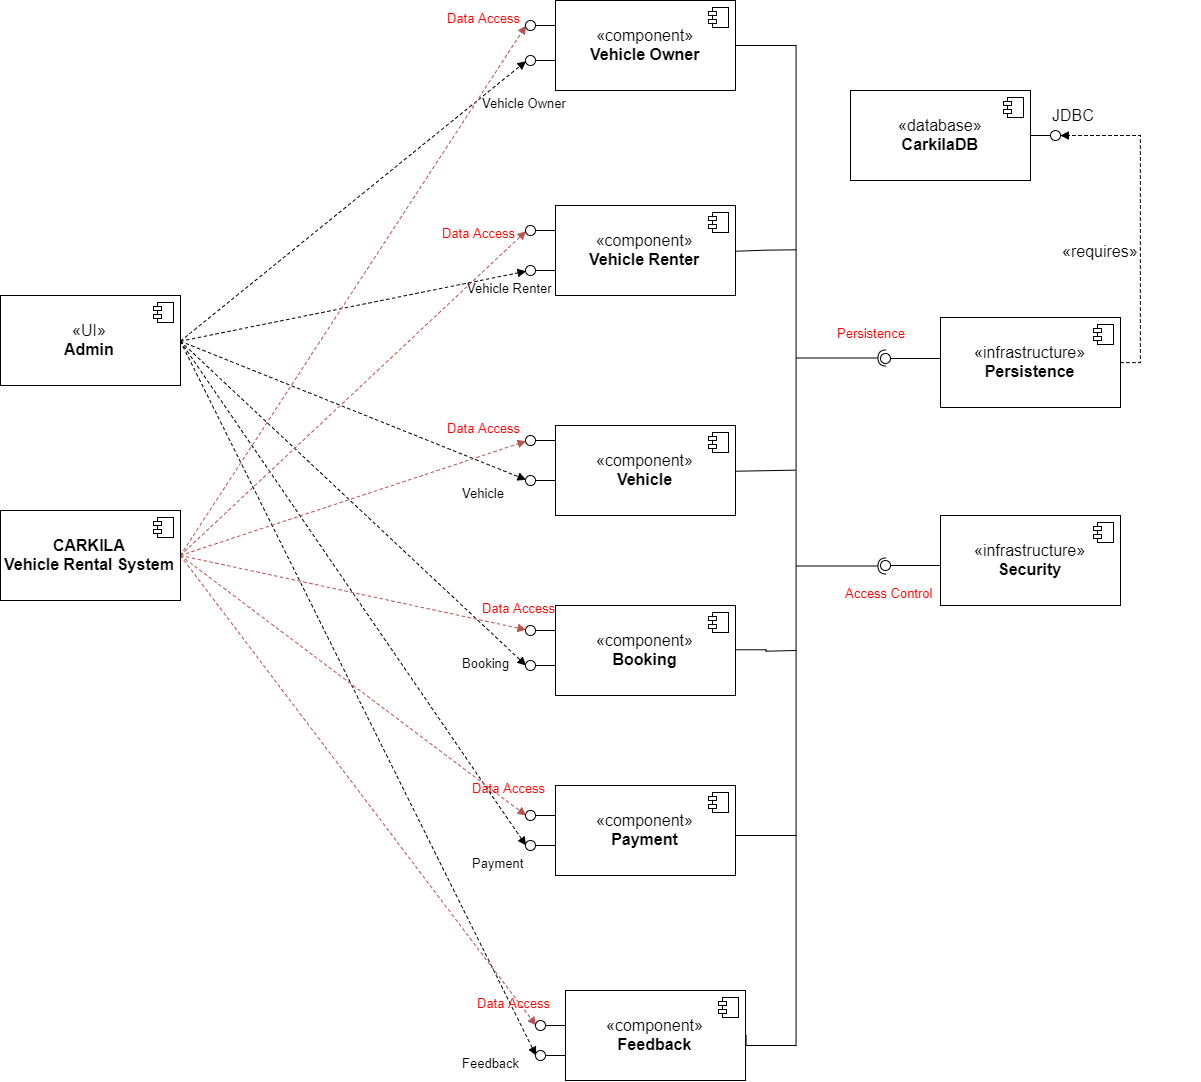 Data Access
«component»
Vehicle Owner
Vehicle Owner
«database»
CarkilaDB
JDBC
Data Access
«component»
Vehicle Renter
Vehicle Renter
«requires»
«UI»
Admin
Persistence
«infrastructure»
Persistence
Data Access
«component»
Vehicle
Vehicle
CARKILA
Vehicle Rental System
«infrastructure»
Security
Access Control
Data Access
«component»
Booking
Booking
Data Access
«component»
Payment
Payment
Data Access
«component»
Feedback
Feedback